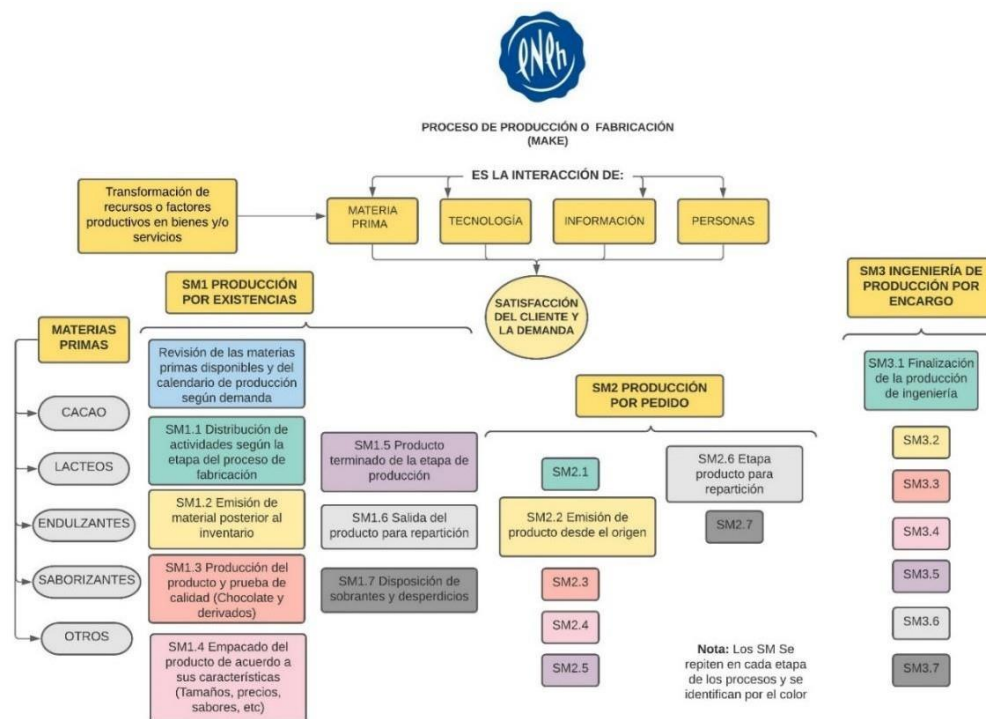 PNPh
PROCESO DE PRODUCCIÓN O FABRICACIÓN
(MAKE)
ES LA INTERACCIÓN DE:
Transformación de
recursos o factores
productivos en bienes y/o
servicios
MATERIA
PRIMA
TECNOLOGÍA
INFORMACIÓN
PERSONAS
SATISFACCIÓN
DEL CLIENTE Y
LA DEMANDA
MATERIAS
PRIMAS
CACAO
LACTEOS
ENDULZANTES
SABORIZANTES
OTROS
SM1 PRODUCCIÓN
POR EXISTENCIAS
Revisión de las materias
primas disponibles y del
calendario de producción
según demanda
SM1.1 Distribución de
actividades según la
etapa del proceso de
fabricación
SM1.2 Emisión de
material posterior al
inventario
SM1.3 Producción del
producto y prueba de
calidad (Chocolate y
derivados)
SM1.4 Empacado del
producto de acuerdo a
sus características
(Tamaños, precios,
sabores, etc)
SM1.5 Producto
terminado de la etapa de
producción
SM1.6 Salida del
producto para repartición
SM1.7 Disposición de
sobrantes y desperdicios
SM2 PRODUCCIÓN
POR PEDIDO
SM2.1
SM2.2 Emisión de
producto desde el origen
SM2.3
SM2.4
SM2.5
SM2.6 Etapa
producto para
repartición
SM2.7
SM3 INGENIERÍA DE
PRODUCCIÓN POR
ENCARGO
SM3.1 Finalización
de la producción
de ingeniería
SM3.2
SM3.3
SM3.4
SM3.5
SM3.6
SM3.7
Nota: Los SM Se
repiten en cada etapa
de los procesos y se
identifican por el color